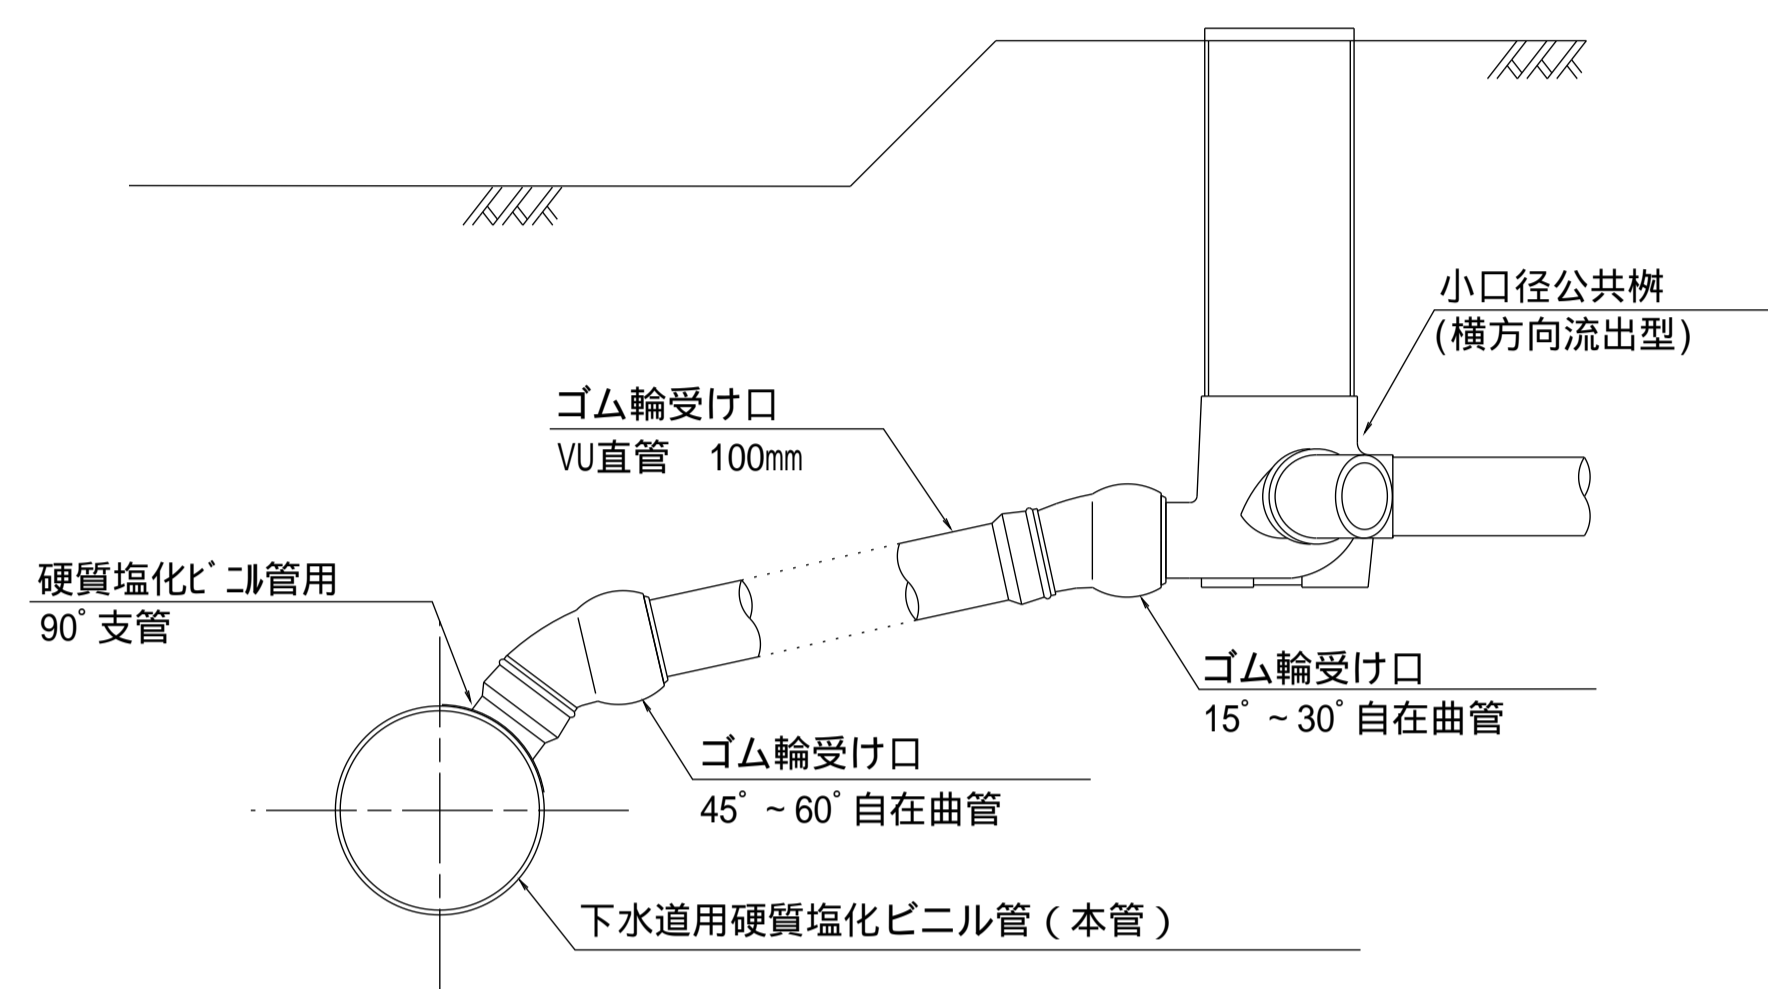 小口径公共桝
(横方向流出型)
ゴム輪受け口
VU直管　100mm
硬質塩化ビニル管用
90°支管
ゴム輪受け口
15°~30°自在曲管
ゴム輪受け口
45°~60°自在曲管
下水道用硬質塩化ビニル管(本管)